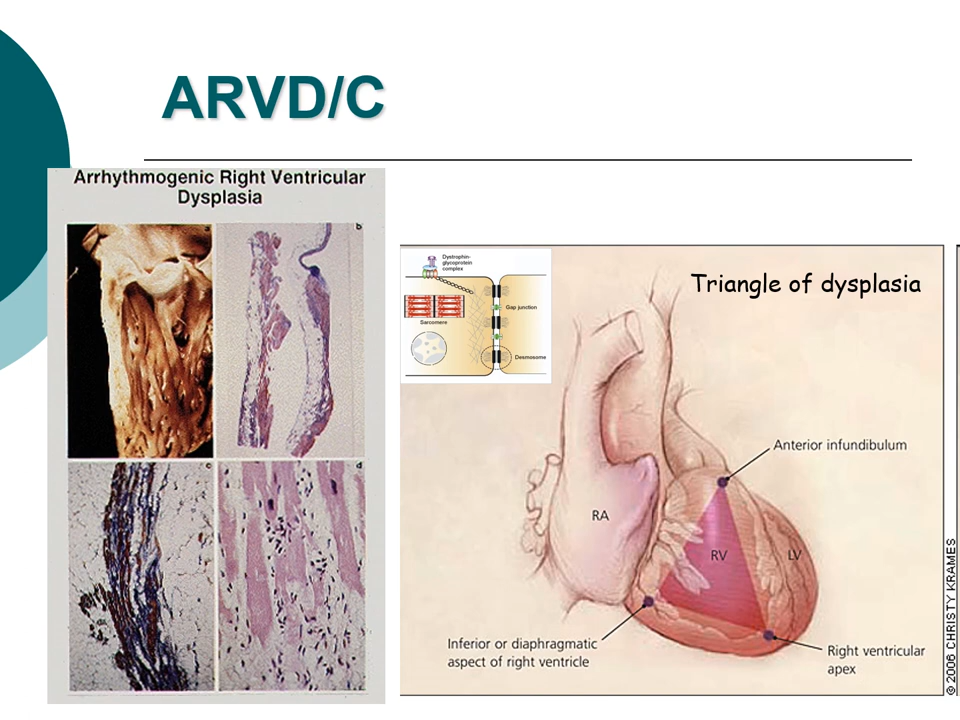 ARVD/C
Arrhythmogenic Right Ventricular
Dysplasia
a
b
c
d
Dystrophin-
glycoprotein
complex
Gap junction
Sarcomere
Desmosome
Triangle of dysplasia
Anterior infundibulum
RA
RV
LV
Inferior or diaphragmatic
aspect of right ventricle
Right ventricular
apex
© 2006 CHRISTY KRAMES